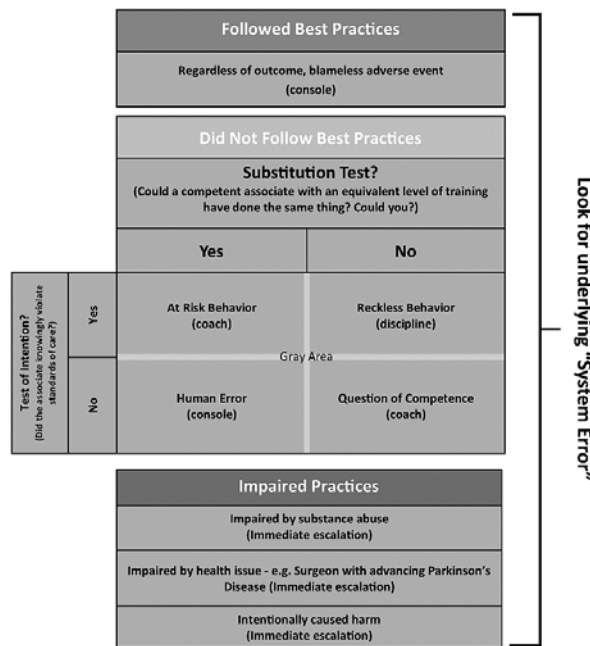 Followed Best Practices
Regardless of outcome, blameless adverse event
(console)
Did Not Follow Best Practices
Substitution Test?
(Could a competent associate with an equivalent level of training
have done the same thing? Could you?)
Yes
No
Test of Intention?
(Did the associate knowingly violate
standards of care?)
Yes
At Risk Behavior
(coach)
Reckless Behavior
(discipline)
Gray Area
No
Human Error
(console)
Question of Competence
(coach)
Impaired Practices
Impaired by substance abuse
(Immediate escalation)
Impaired by health issue - e.g. Surgeon with advancing Parkinson's
Disease (Immediate escalation)
Intentionally caused harm
(Immediate escalation)
Look for underlying "System Error"